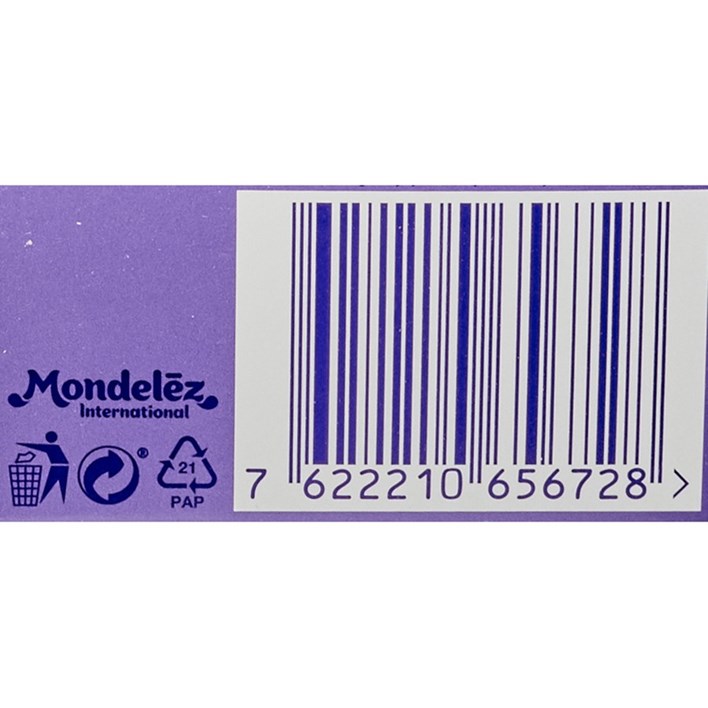 Mondelēz
International
®
21
PAP
7 622210 656728 >